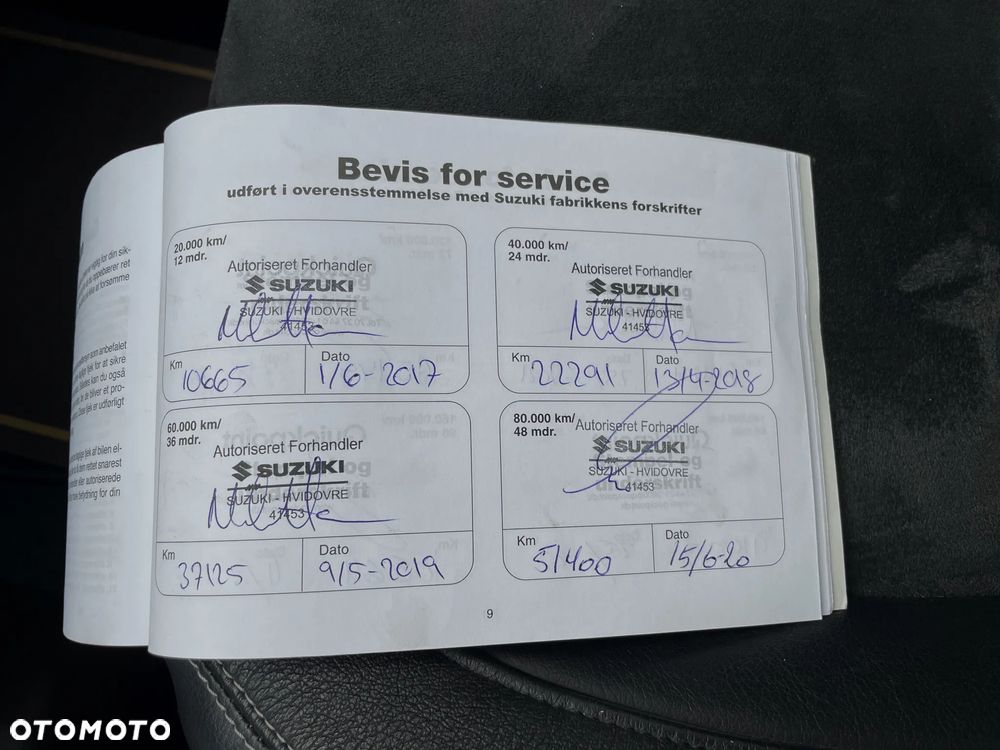 Bevis for service
udført i overensstemmelse med Suzuki fabrikkens forskrifter
20.000 km/
12 mdr.
Autoriseret Forhandler
SUZUKI
SUZUKI - HVIDOVRE
41453
Km
10665
Dato
1/6-2017
40.000 km/
24 mdr.
Autoriseret Forhandler
SUZUKI
SUZUKI - HVIDOVRE
41453
Km
22291
Dato
13/4-2018
60.000 km/
36 mdr.
Autoriseret Forhandler
SUZUKI
SUZUKI - HVIDOVRE
41453
Km
37125
Dato
9/5-2019
80.000 km/
48 mdr.
Autoriseret Forhandler
SUZUKI
SUZUKI - HVIDOVRE
41453
Km
51400
Dato
15/6-20
9
OTOMOTO